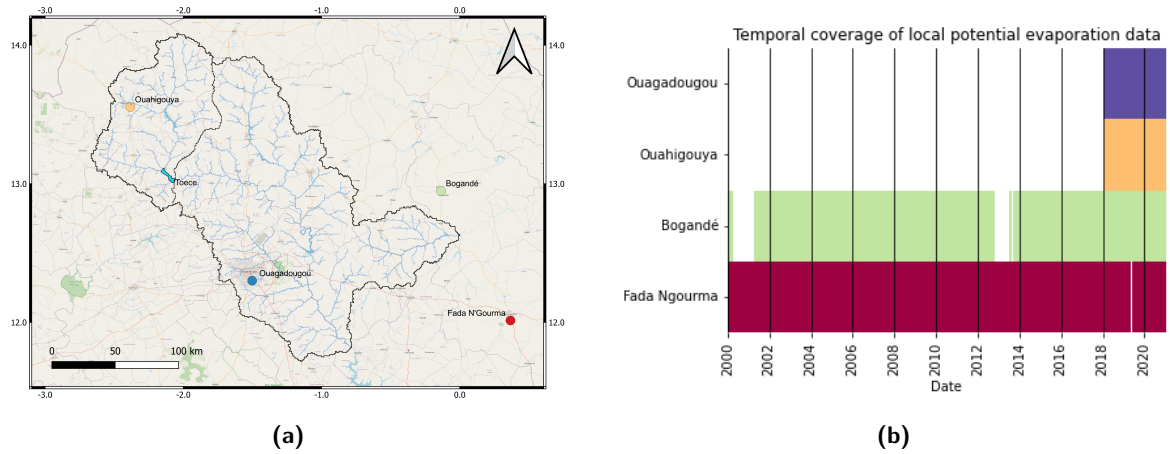 -3.0 -2.0 -1.0 0.0
14.0 14.0
Ouahigouya
13.0 13.0
Toece
Bogandé
Ouagadougou
12.0 12.0
Fada N'Gourma
0 50 100 km
-3.0 -2.0 -1.0 0.0
(a)
Temporal coverage of local potential evaporation data
Ouagadougou
Ouahigouya
Bogandé
Fada Ngourma
2000 2002 2004 2006 2008 2010 2012 2014 2016 2018 2020
Date
(b)